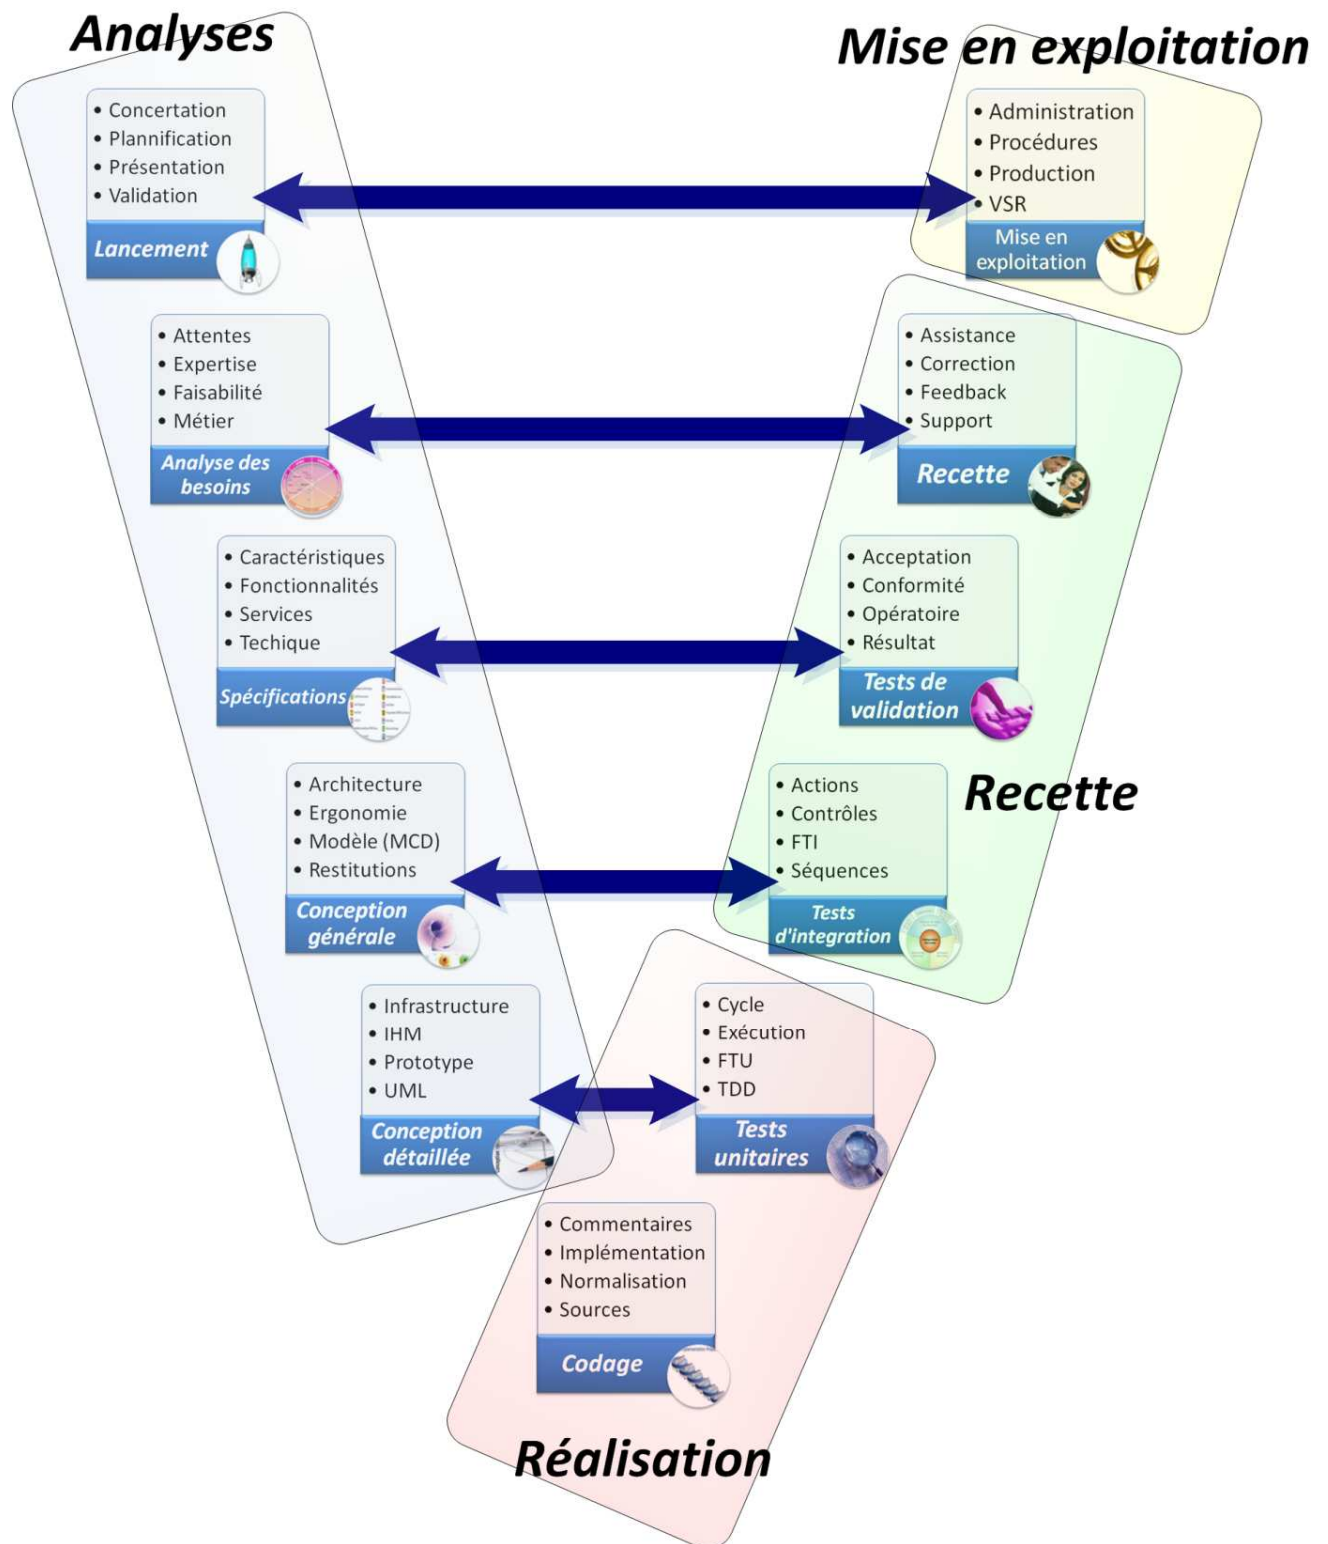 Analyses
• Concertation
• Plannification
• Présentation
• Validation
Lancement
• Attentes
• Expertise
• Faisabilité
• Métier
Analyse des
besoins
• Caractéristiques
• Fonctionnalités
• Services
• Techique
Spécifications
• Architecture
• Ergonomie
• Modèle (MCD)
• Restitutions
Conception
générale
• Infrastructure
• IHM
• Prototype
• UML
Conception
détaillée
• Commentaires
• Implémentation
• Normalisation
• Sources
Codage
Réalisation
• Cycle
• Exécution
• FTU
• TDD
Tests
unitaires
• Actions
• Contrôles
• FTI
• Séquences
Tests
d'integration
Recette
• Acceptation
• Conformité
• Opératoire
• Résultat
Tests de
validation
• Assistance
• Correction
• Feedback
• Support
Recette
Mise en exploitation
• Administration
• Procédures
• Production
• VSR
Mise en
exploitation